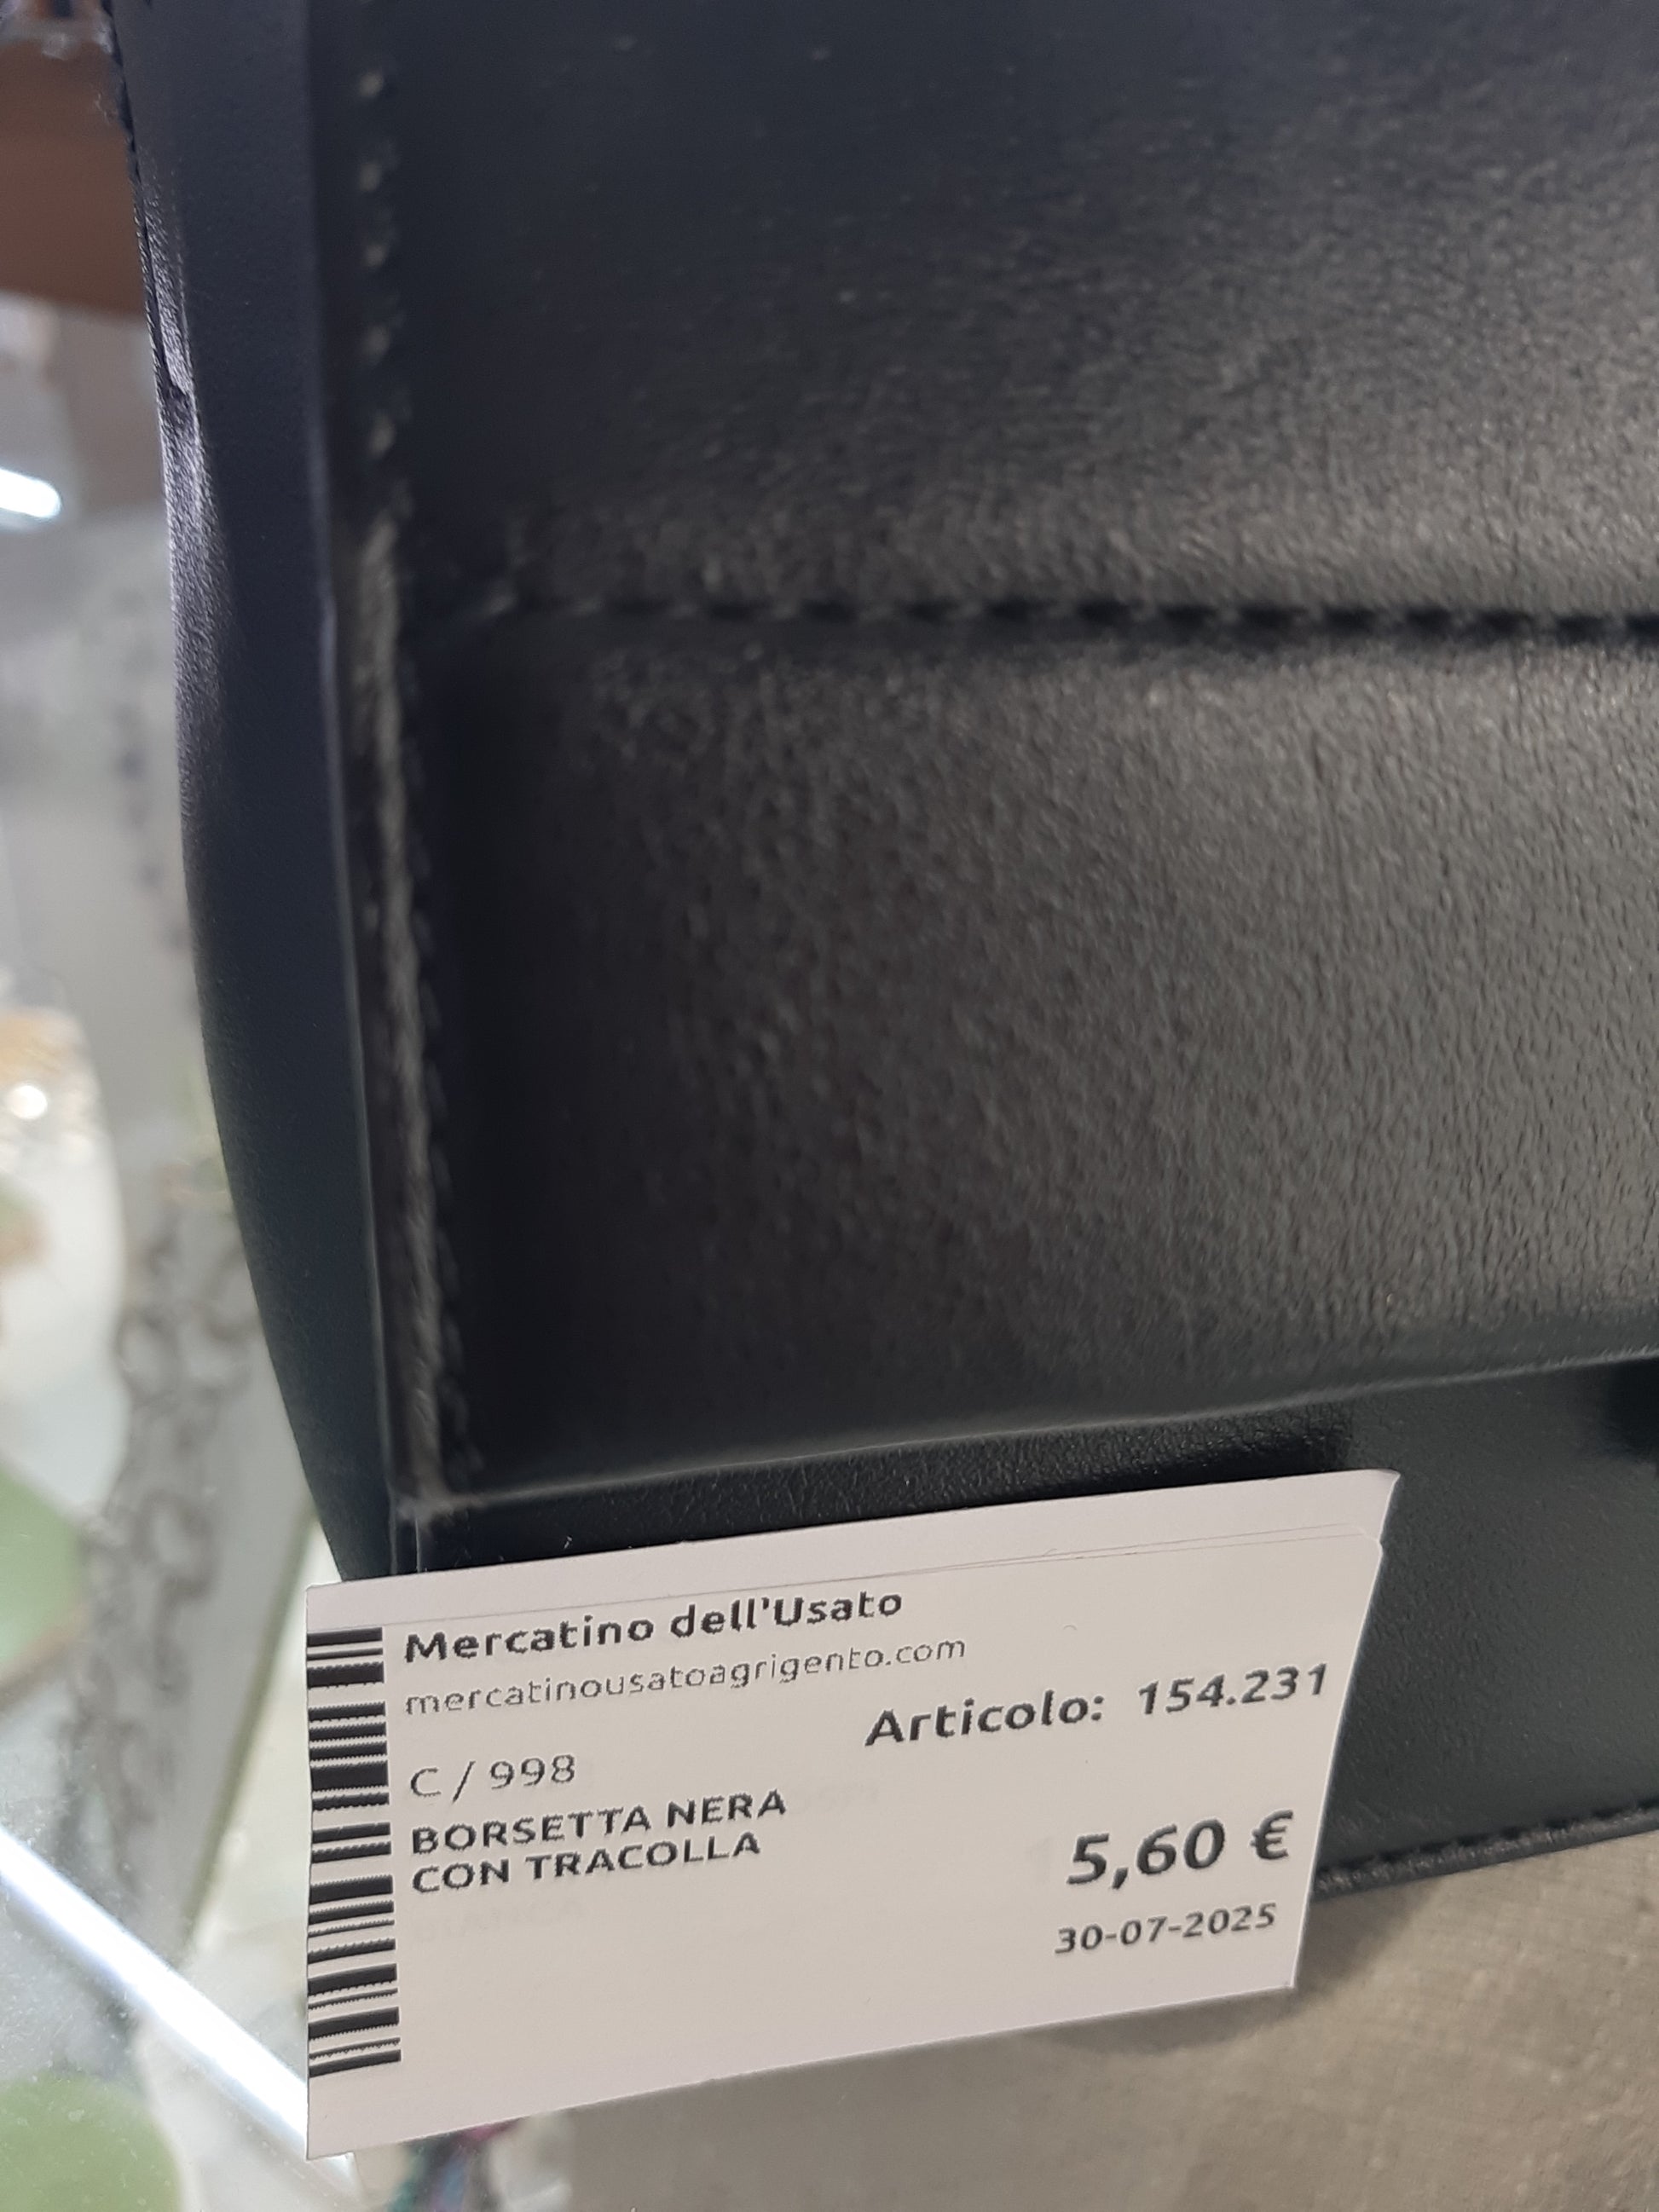 Mercatino dell'Usato
mercatinousatoagrigento.com
Articolo: 154.231
C / 998
BORSETTA NERA
CON TRACOLLA
5,60 €
30-07-2025